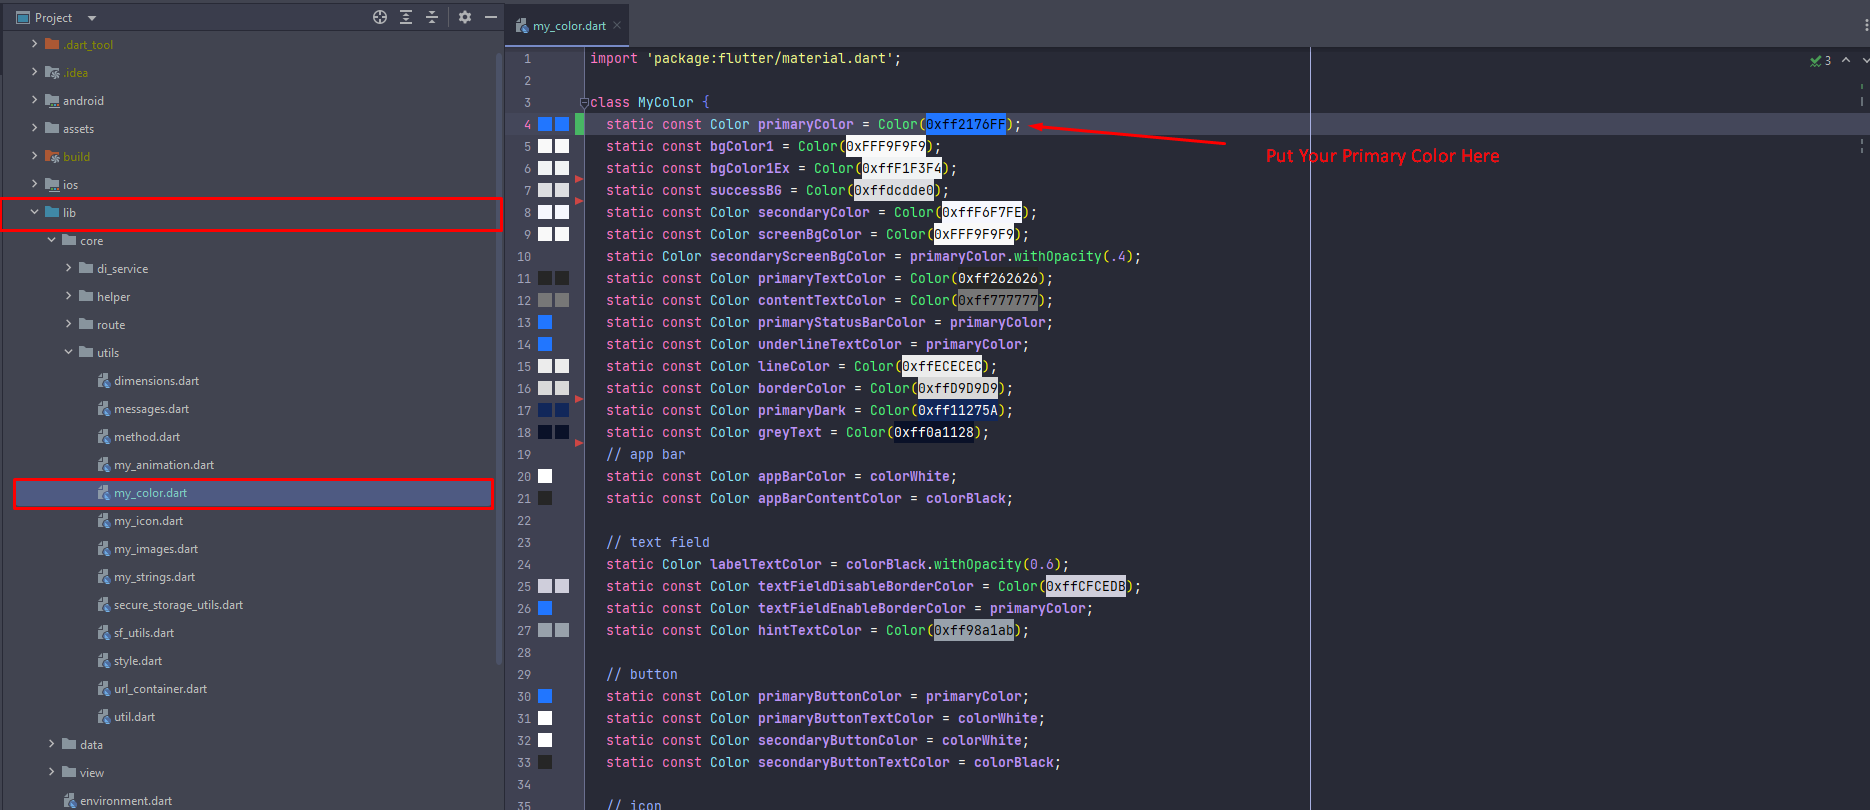 Project
my_color.dart
.dart_tool
.idea
android
assets
build
ios
lib
core
di_service
helper
route
utils
dimensions.dart
messages.dart
method.dart
my_animation.dart
my_color.dart
my_icon.dart
my_images.dart
my_strings.dart
secure_storage_utils.dart
sf_utils.dart
style.dart
url_container.dart
util.dart
data
view
environment.dart
3
1 import 'package:flutter/material.dart';
2
3 class MyColor {
4 static const Color primaryColor = Color(0xff2176FF);
Put Your Primary Color Here
5 static const bgColor1 = Color(0xFFF9F9F9);
6 static const bgColor1Ex = Color(0xffF1F3F4);
7 static const successBG = Color(0xffdcdde0);
8 static const Color secondaryColor = Color(0xffF6F7FE);
9 static const Color screenBgColor = Color(0xFFF9F9F9);
10 static Color secondaryScreenBgColor = primaryColor.withOpacity(.4);
11 static const Color primaryTextColor = Color(0xff262626);
12 static const Color contentTextColor = Color(0xff777777);
13 static const Color primaryStatusBarColor = primaryColor;
14 static const Color underlineTextColor = primaryColor;
15 static const Color lineColor = Color(0xffECECEC);
16 static const Color borderColor = Color(0xffD9D9D9);
17 static const Color primaryDark = Color(0xff11275A);
18 static const Color greyText = Color(0xff0a1128);
19 // app bar
20 static const Color appBarColor = colorWhite;
21 static const Color appBarContentColor = colorBlack;
22
23 // text field
24 static Color labelTextColor = colorBlack.withOpacity(0.6);
25 static const Color textFieldDisableBorderColor = Color(0xffCFCEDB);
26 static const Color textFieldEnableBorderColor = primaryColor;
27 static const Color hintTextColor = Color(0xff98a1ab);
28
29 // button
30 static const Color primaryButtonColor = primaryColor;
31 static const Color primaryButtonTextColor = colorWhite;
32 static const Color secondaryButtonColor = colorWhite;
33 static const Color secondaryButtonTextColor = colorBlack;
34
35 // icon